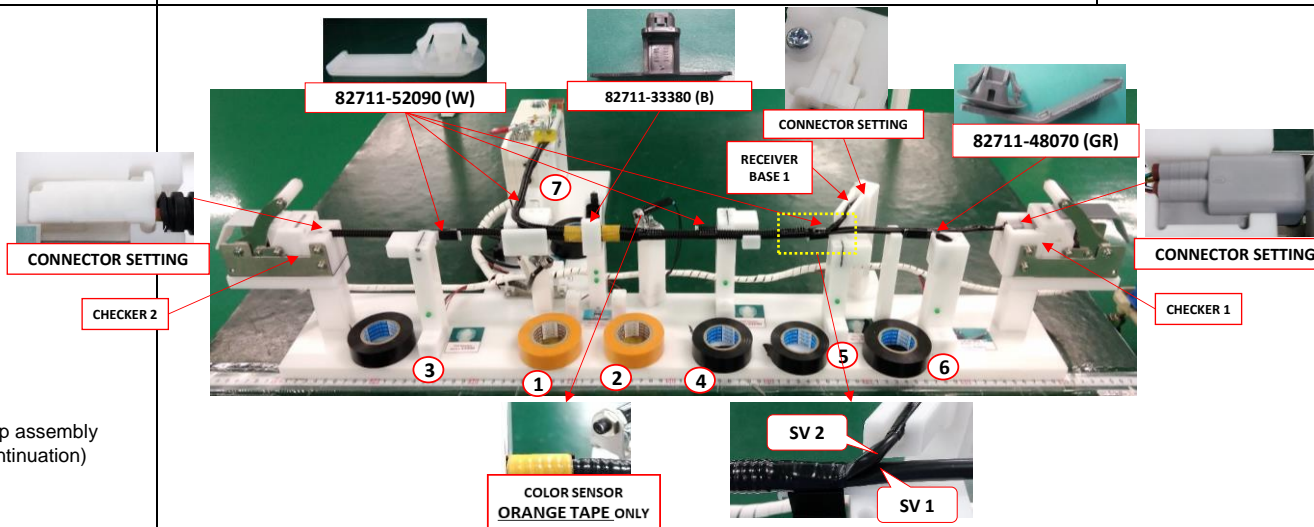 82711-52090 (W)
82711-33380 (B)
CONNECTOR SETTING
82711-48070 (GR)
RECEIVER
BASE 1
7
CONNECTOR SETTING
CONNECTOR SETTING
CHECKER 2
CHECKER 1
3
1
2
4
5
6
p assembly
ntinuation)
SV 2
SV 1
COLOR SENSOR
ORANGE TAPE ONLY